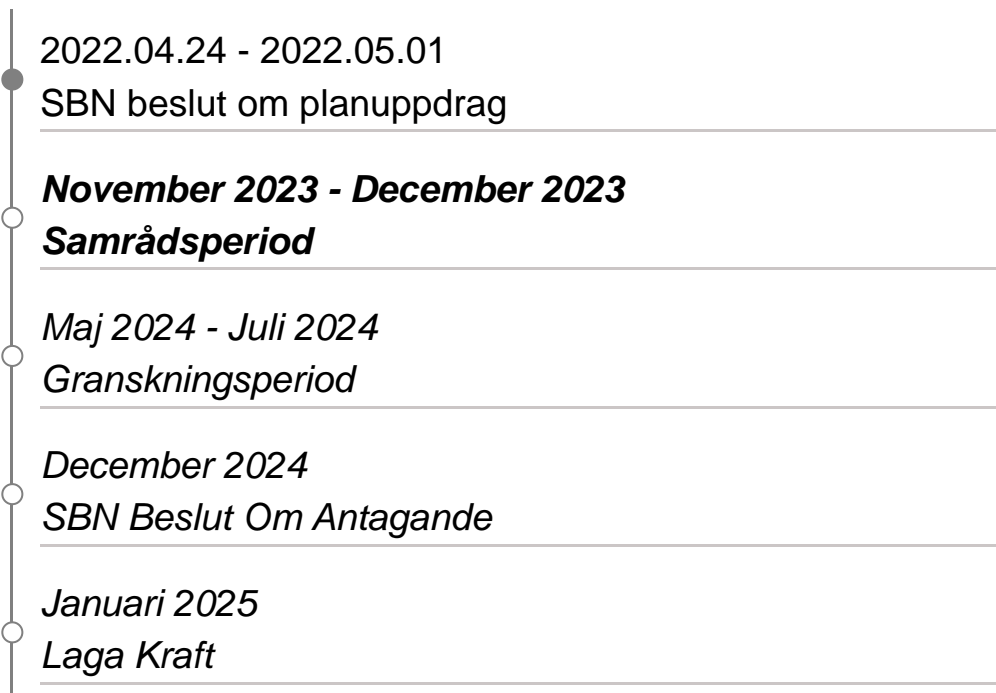 2022.04.24 - 2022.05.01
SBN beslut om planuppdrag
November 2023 - December 2023
Samrådsperiod
Maj 2024 - Juli 2024
Granskningsperiod
December 2024
SBN Beslut Om Antagande
Januari 2025
Laga Kraft